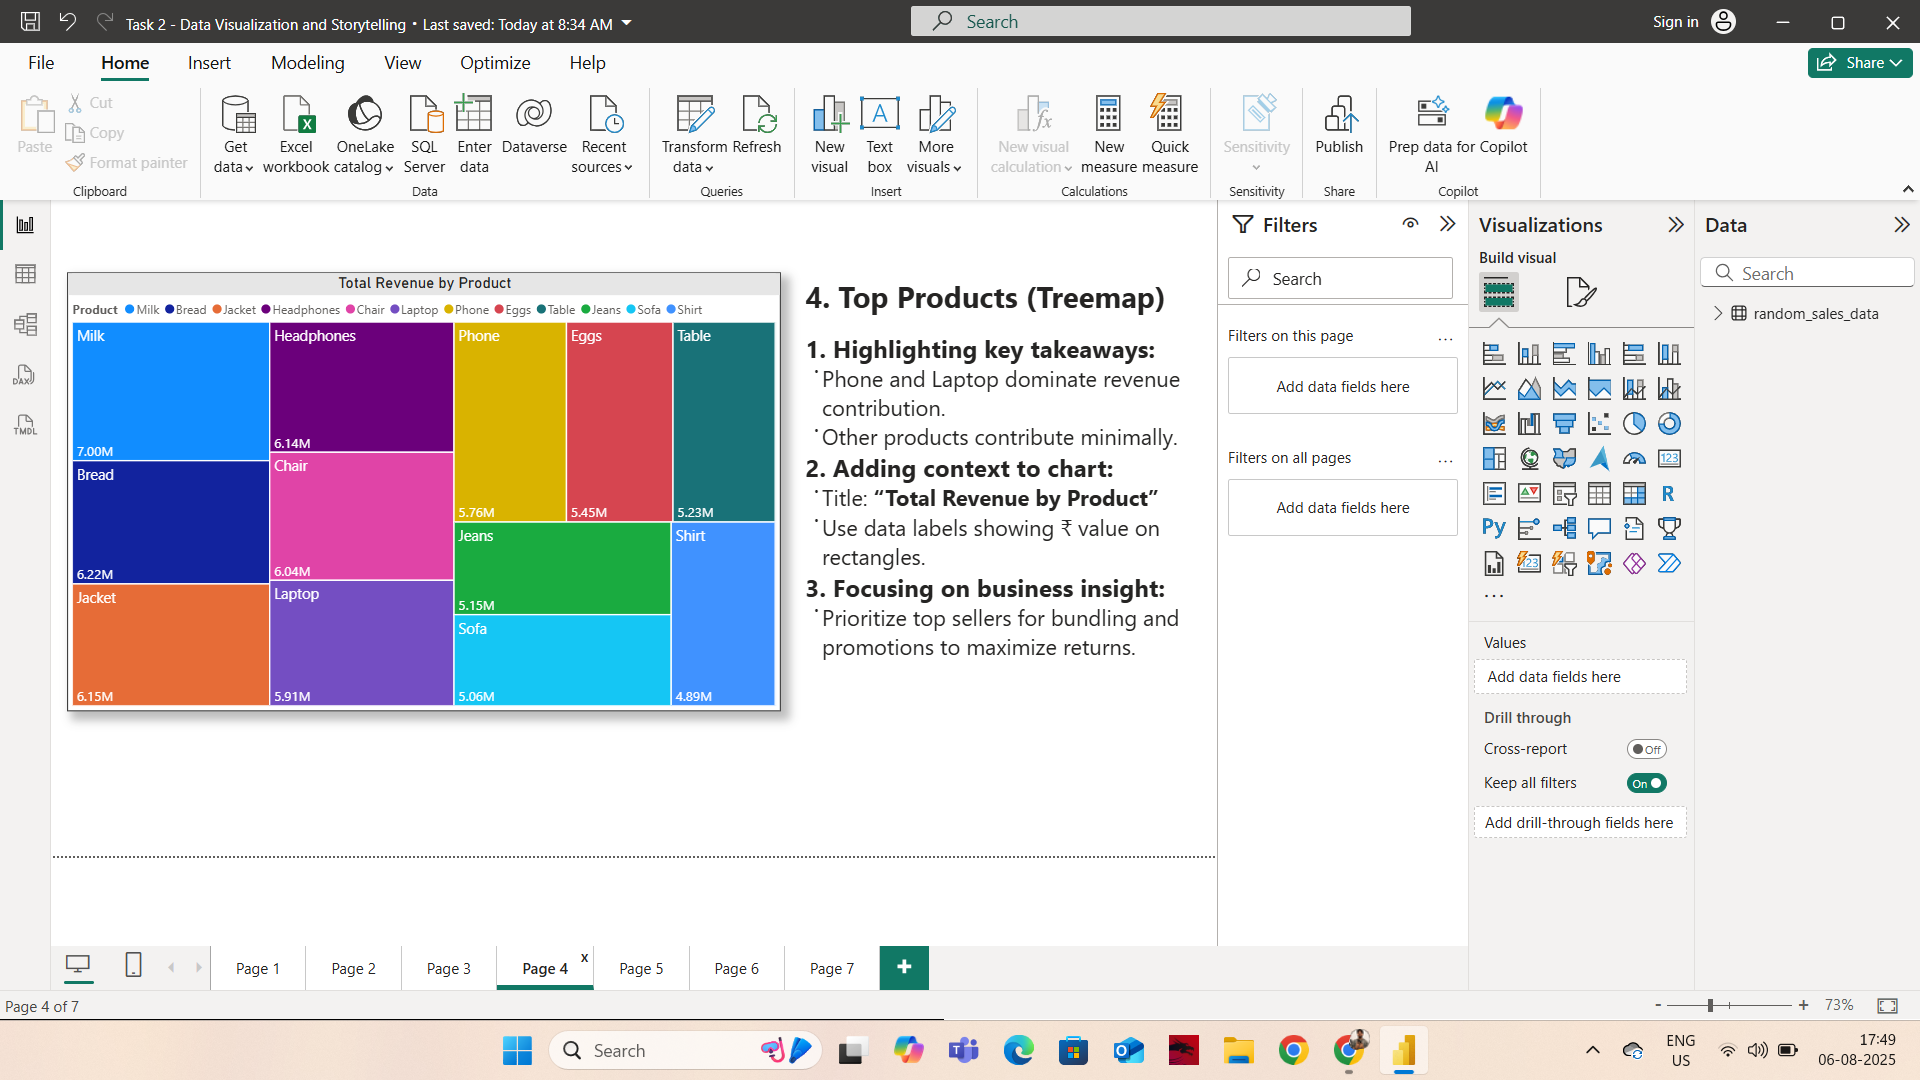 Task 2 - Data Visualization and Storytelling • Last saved: Today at 8:34 AM
Search
Sign in
File
Home
Insert
Modeling
View
Optimize
Help
Share
Paste
Cut
Copy
Format painter
Clipboard
Get data
Excel workbook
OneLake catalog
SQL Server
Enter data
Dataverse
Recent sources
Data
Transform data
Refresh
Queries
New visual
Text box
More visuals
Insert
New visual calculation
New measure
Quick measure
Calculations
Sensitivity
Sensitivity
Publish
Share
Prep data for AI
Copilot
Copilot
DAX
TMDL
Total Revenue by Product
Product Milk Bread Jacket Headphones Chair Laptop Phone Eggs Table Jeans Sofa Shirt
Milk
7.00M
Bread
6.22M
Jacket
6.15M
Headphones
6.14M
Chair
6.04M
Laptop
5.91M
Phone
5.76M
Eggs
5.45M
Table
5.23M
Jeans
5.15M
Sofa
5.06M
Shirt
4.89M
4. Top Products (Treemap)
1. Highlighting key takeaways:
Phone and Laptop dominate revenue
contribution.
Other products contribute minimally.
2. Adding context to chart:
Title: “Total Revenue by Product”
Use data labels showing ₹ value on
rectangles.
3. Focusing on business insight:
Prioritize top sellers for bundling and
promotions to maximize returns.
Filters
Search
Filters on this page
...
Add data fields here
Filters on all pages
...
Add data fields here
Visualizations
Build visual
123
R
Py
123
...
Values
Add data fields here
Drill through
Cross-report
Off
Keep all filters
On
Add drill-through fields here
Data
Search
random_sales_data
Page 1
Page 2
Page 3
Page 4
x
Page 5
Page 6
Page 7
+
Page 4 of 7
- + 73%
Search
ENG
US
17:49
06-08-2025